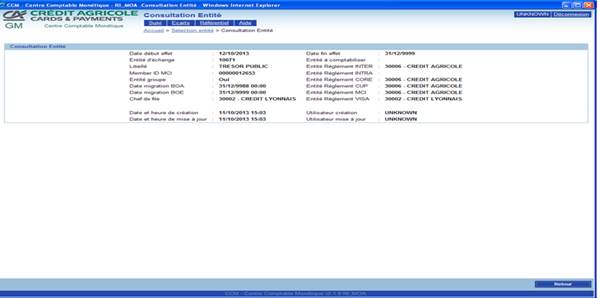 CCM - Centre Comptable Monétique - RI_MOA - Consultation Entité - Windows Internet Explorer
CRÉDIT AGRICOLE
CARDS & PAYMENTS
GM Centre Comptable Monétique
Consultation Entité
UNKNOWN Déconnexion
Suivi Ecarts Référentiel Aide
Accueil > Sélection entité > Consultation Entité
Consultation Entité
Date début effet : 12/10/2013 Date fin effet : 31/12/9999
Entité d'échange : 10071 Entité à comptabiliser :
Libellé : TRESOR PUBLIC Entité Règlement INTER : 30006 - CREDIT AGRICOLE
Member ID MCI : 00000012653 Entité Règlement INTRA :
Entité groupe : Oui Entité Règlement CORE : 30006 - CREDIT AGRICOLE
Date migration BOA : 31/12/9988 00:00 Entité Règlement CUP : 30006 - CREDIT AGRICOLE
Date migration BOE : 31/12/9999 00:00 Entité Règlement MCI : 30006 - CREDIT AGRICOLE
Chef de file : 30002 - CREDIT LYONNAIS Entité Règlement VISA : 30002 - CREDIT LYONNAIS
Date et heure de création : 11/10/2013 15:03 Utilisateur création : UNKNOWN
Date et heure de mise à jour : 11/10/2013 15:03 Utilisateur mise à jour : UNKNOWN
Retour
CCM - Centre Comptable Monétique v2.1.0 RI_MOA